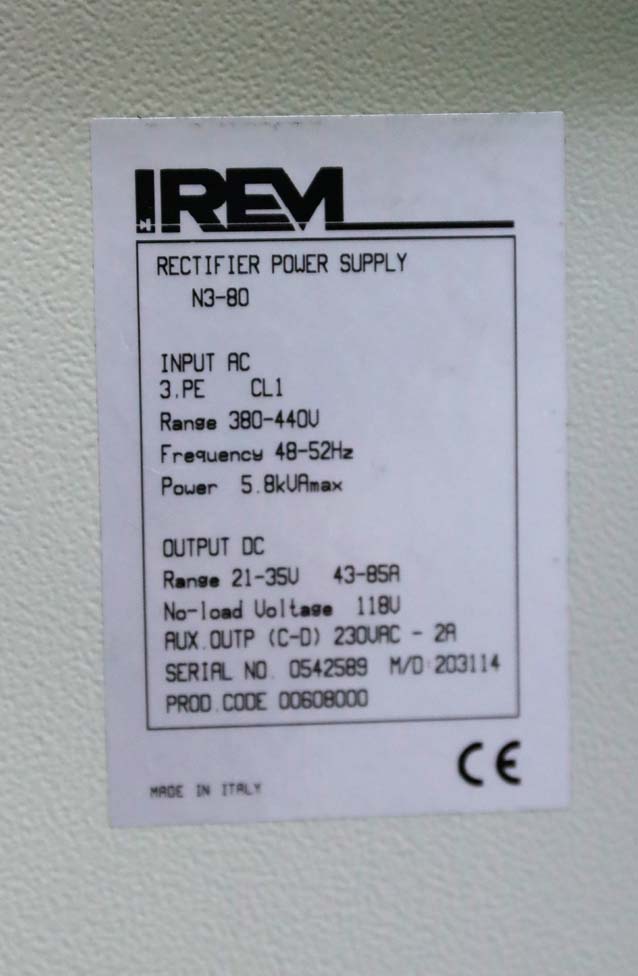 IREM
RECTIFIER POWER SUPPLY
N3-80
INPUT AC
3.PE CL1
Range 380-440V
Frequency 48-52Hz
Power 5.8kVAmax
OUTPUT DC
Range 21-35V 43-85A
No-load Voltage 118V
AUX.OUTP (C-D) 230VAC - 2A
SERIAL NO. 0542589 M/O:203114
PROD.CODE 00608000
CE
MADE IN ITALY